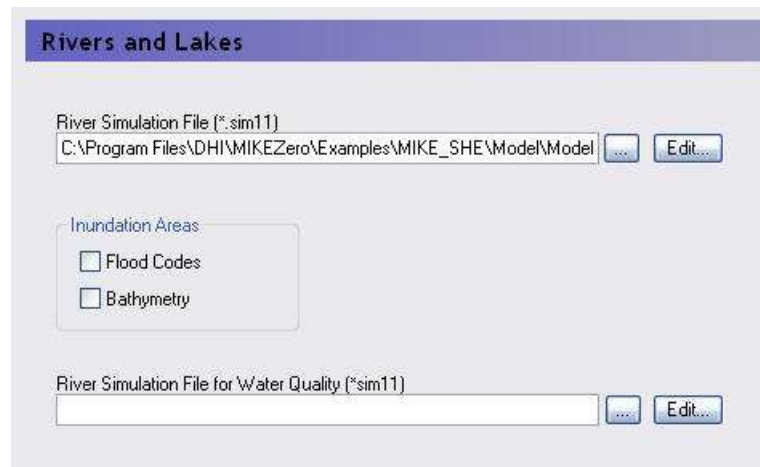 Rivers and Lakes
River Simulation File (*.sim11)
C:\Program Files\DHI\MIKEZero\Examples\MIKE_SHE\Model\Model ... Edit...
Inundation Areas
Flood Codes
Bathymetry
River Simulation File for Water Quality (*sim11)
... Edit...